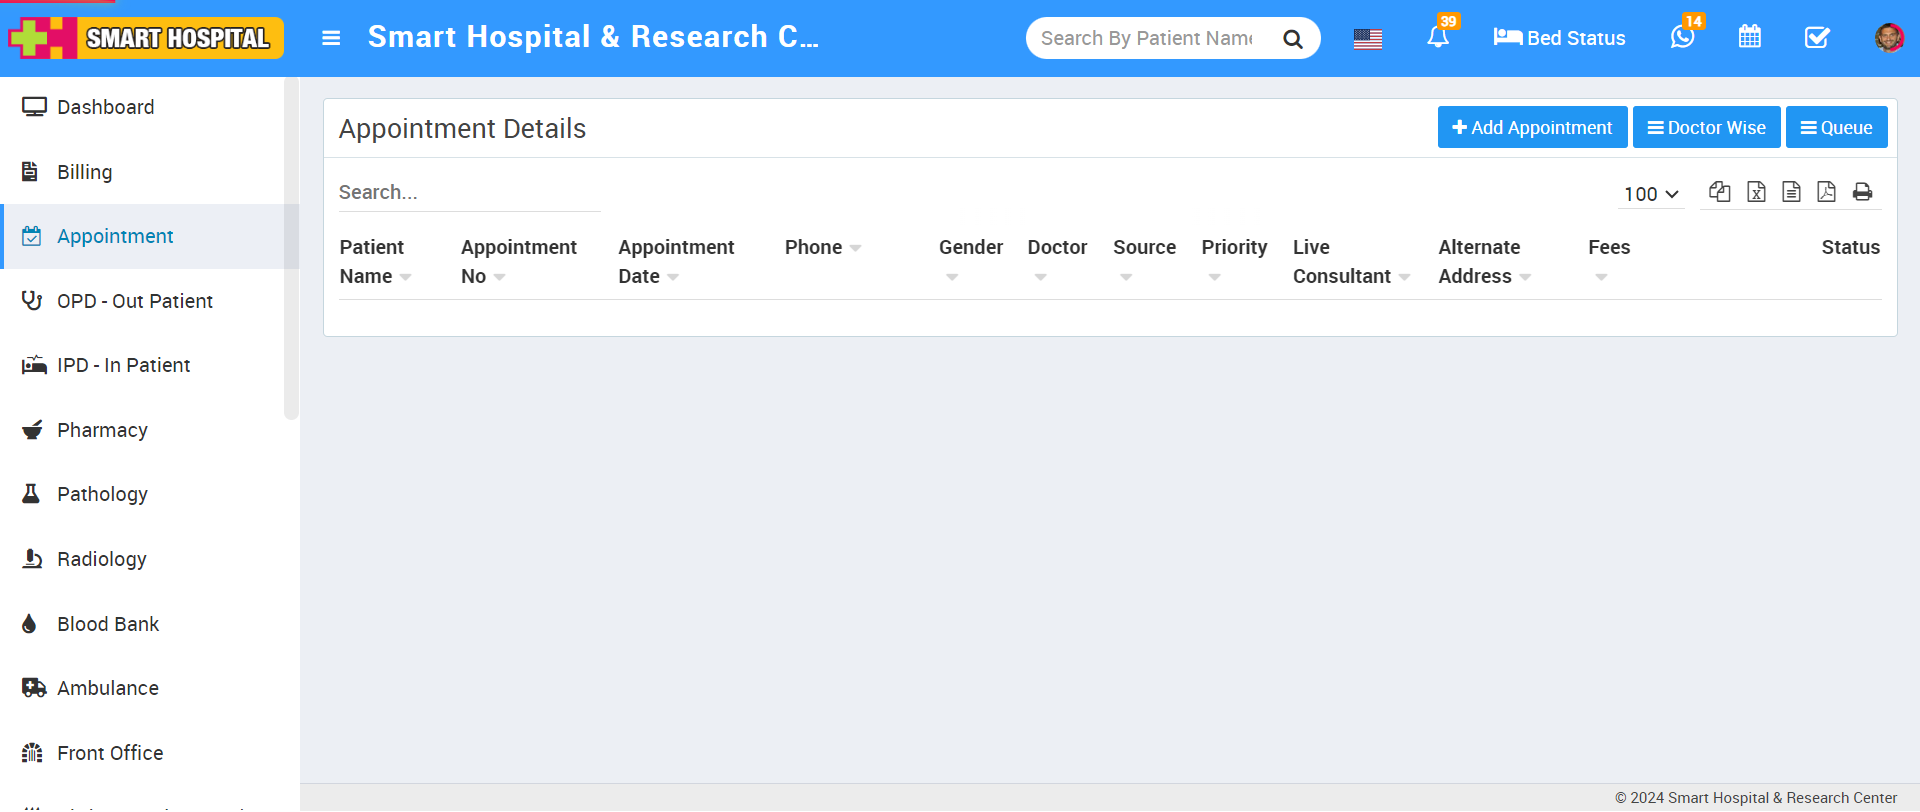 SMART HOSPITAL
Smart Hospital & Research C...
Search By Patient Name
39
Bed Status
14
Dashboard
Billing
Appointment
OPD - Out Patient
IPD - In Patient
Pharmacy
Pathology
Radiology
Blood Bank
Ambulance
Front Office
Appointment Details
Add Appointment
Doctor Wise
Queue
Search...
100
Patient Name
Appointment No
Appointment Date
Phone
Gender
Doctor
Source
Priority
Live Consultant
Alternate Address
Fees
Status
© 2024 Smart Hospital & Research Center